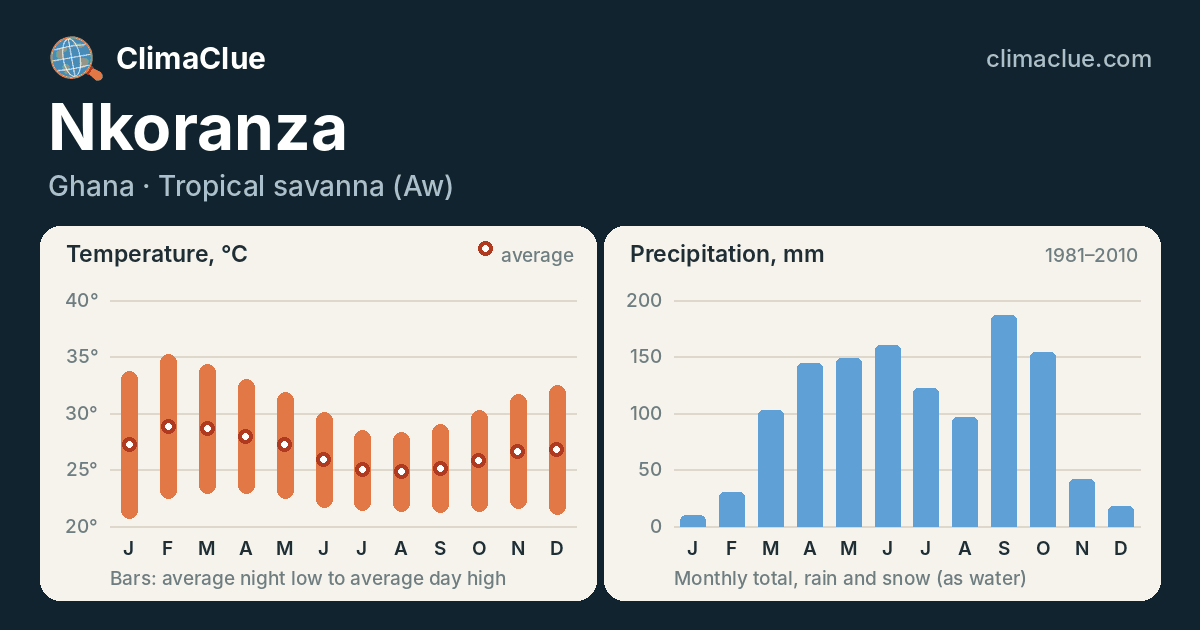 ClimaClue
climaclue.com
Nkoranza
Ghana · Tropical savanna (Aw)
Temperature, °C
average
40°
35°
30°
25°
20°
J F M A M J J A S O N D
Bars: average night low to average day high
Precipitation, mm
1981–2010
200
150
100
50
0
J F M A M J J A S O N D
Monthly total, rain and snow (as water)